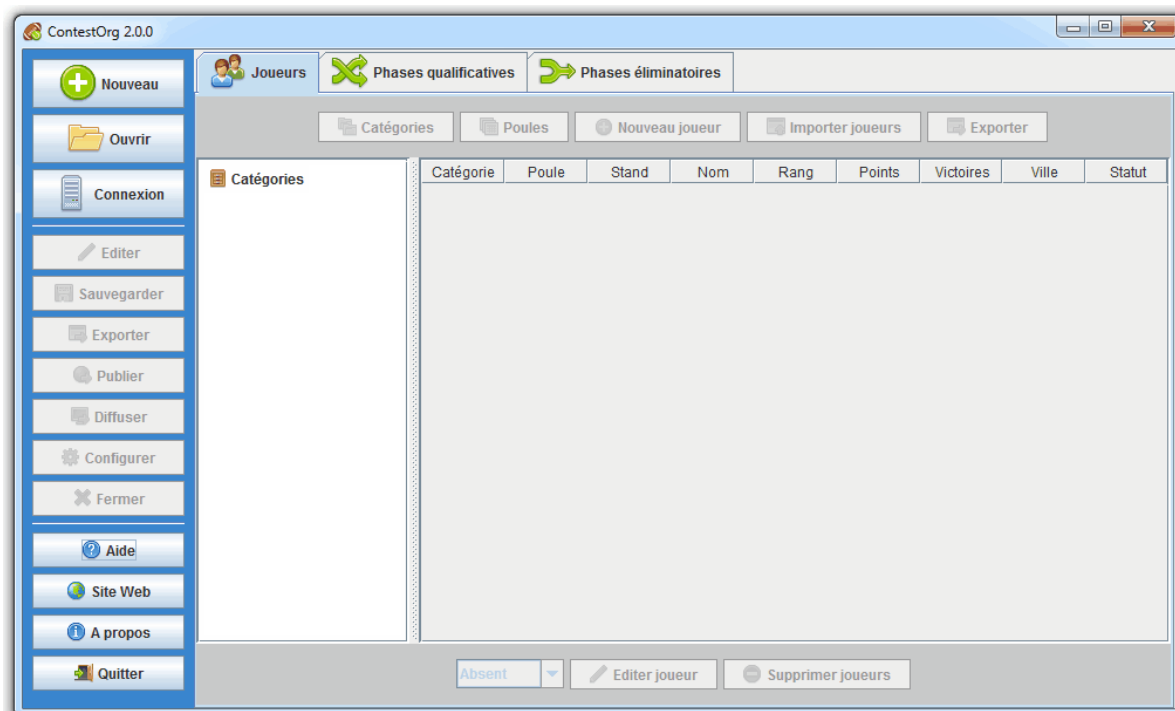 ContestOrg 2.0.0
Nouveau
Ouvrir
Connexion
Editer
Sauvegarder
Exporter
Publier
Diffuser
Configurer
Fermer
Aide
Site Web
A propos
Quitter
Joueurs
Phases qualificatives
Phases éliminatoires
Catégories
Poules
Nouveau joueur
Importer joueurs
Exporter
Catégories
Catégorie
Poule
Stand
Nom
Rang
Points
Victoires
Ville
Statut
Absent
Editer joueur
Supprimer joueurs